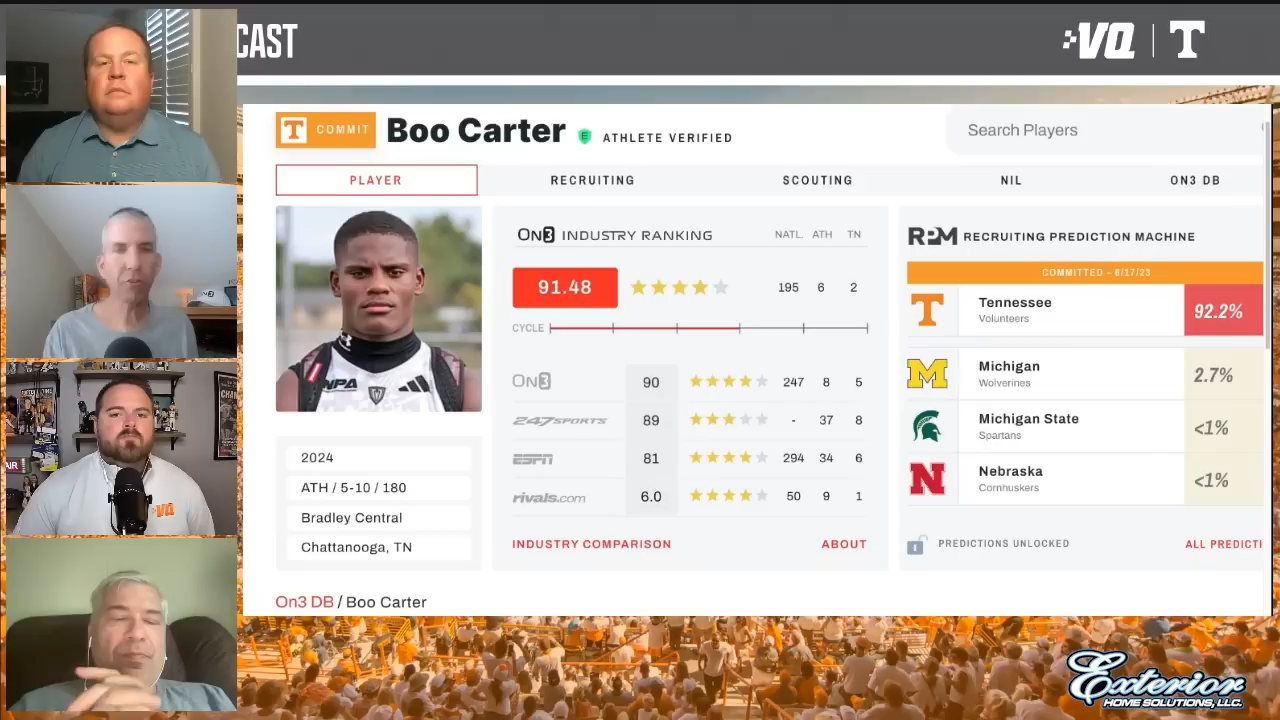 CAST
VQ | T
T COMMIT Boo Carter E ATHLETE VERIFIED
Search Players
PLAYER RECRUITING SCOUTING NIL ON3 DB
On3 INDUSTRY RANKING NATL. ATH TN
91.48 195 6 2
CYCLE
On3 90 247 8 5
247SPORTS 89 - 37 8
ESPN 81 294 34 6
rivals.com 6.0 50 9 1
INDUSTRY COMPARISON ABOUT
RPM RECRUITING PREDICTION MACHINE
COMMITTED - 8/17/23
T Tennessee 92.2%
Volunteers
M Michigan 2.7%
Wolverines
Michigan State <1%
Spartans
N Nebraska <1%
Cornhuskers
PREDICTIONS UNLOCKED ALL PREDICTI
NPA
2024
ATH / 5-10 / 180
Bradley Central
Chattanooga, TN
On3 DB / Boo Carter
AIR
VQ
Exterior
HOME SOLUTIONS, LLC.